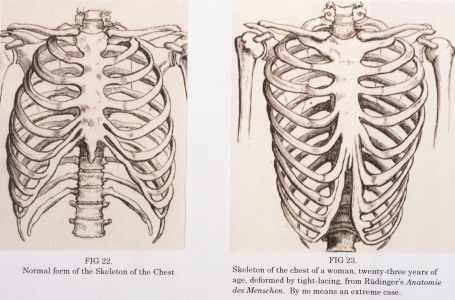 FIG 22.
Normal form of the Skeleton of the Chest
FIG 23.
Skeleton of the chest of a woman, twenty-three years of
age, deformed by tight-lacing, from Rüdinger's Anatomie
des Menschen. By no means an extreme case.